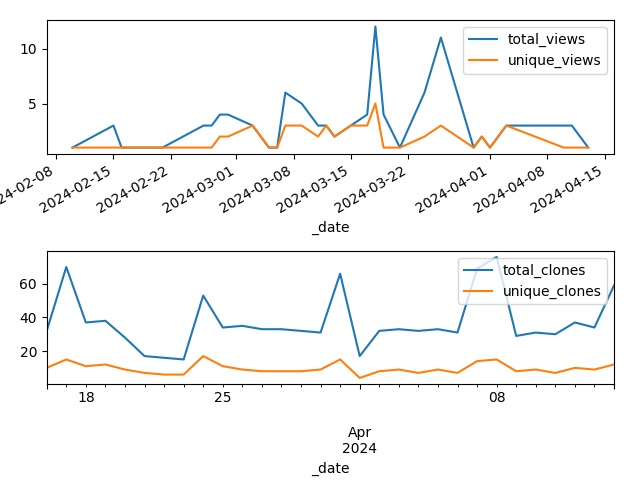 10
5
total_views
unique_views
24-02-08
2024-02-15
2024-02-22
2024-03-01
2024-03-08
2024-03-15
2024-03-22
2024-04-01
2024-04-08
2024-04-15
_date
60
40
20
total_clones
unique_clones
18
25
08
Apr
2024
_date